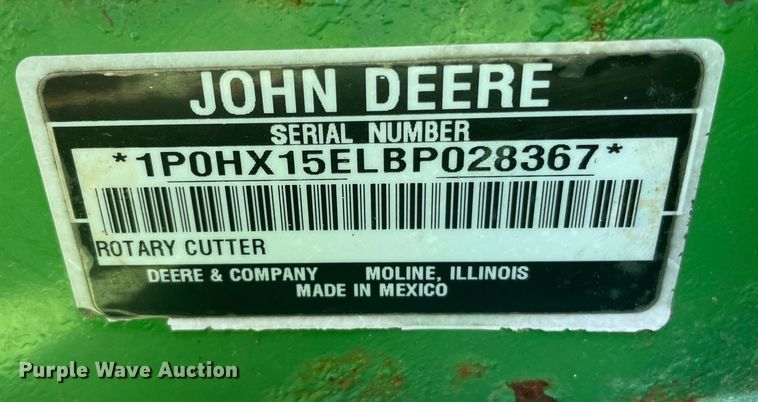 JOHN DEERE
SERIAL NUMBER
*1P0HX15ELBP028367*
ROTARY CUTTER
DEERE & COMPANY MOLINE, ILLINOIS
MADE IN MEXICO
Purple Wave Auction